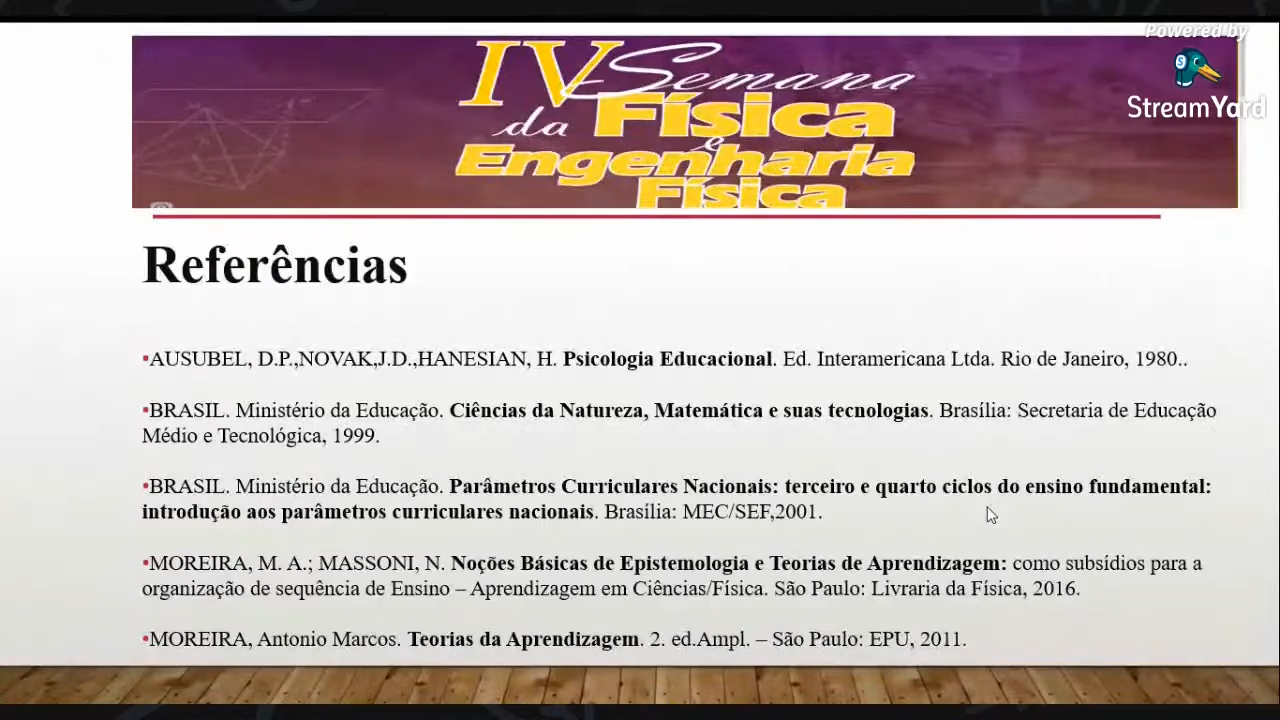 Powered by
StreamYard
IV Semana
da Física
e
Engenharia
Física
Referências
•AUSUBEL, D.P.,NOVAK,J.D.,HANESIAN, H. Psicologia Educacional. Ed. Interamericana Ltda. Rio de Janeiro, 1980..
•BRASIL. Ministério da Educação. Ciências da Natureza, Matemática e suas tecnologias. Brasília: Secretaria de Educação
Médio e Tecnológica, 1999.
•BRASIL. Ministério da Educação. Parâmetros Curriculares Nacionais: terceiro e quarto ciclos do ensino fundamental:
introdução aos parâmetros curriculares nacionais. Brasília: MEC/SEF,2001.
•MOREIRA, M. A.; MASSONI, N. Noções Básicas de Epistemologia e Teorias de Aprendizagem: como subsídios para a
organização de sequência de Ensino – Aprendizagem em Ciências/Física. São Paulo: Livraria da Física, 2016.
•MOREIRA, Antonio Marcos. Teorias da Aprendizagem. 2. ed.Ampl. – São Paulo: EPU, 2011.